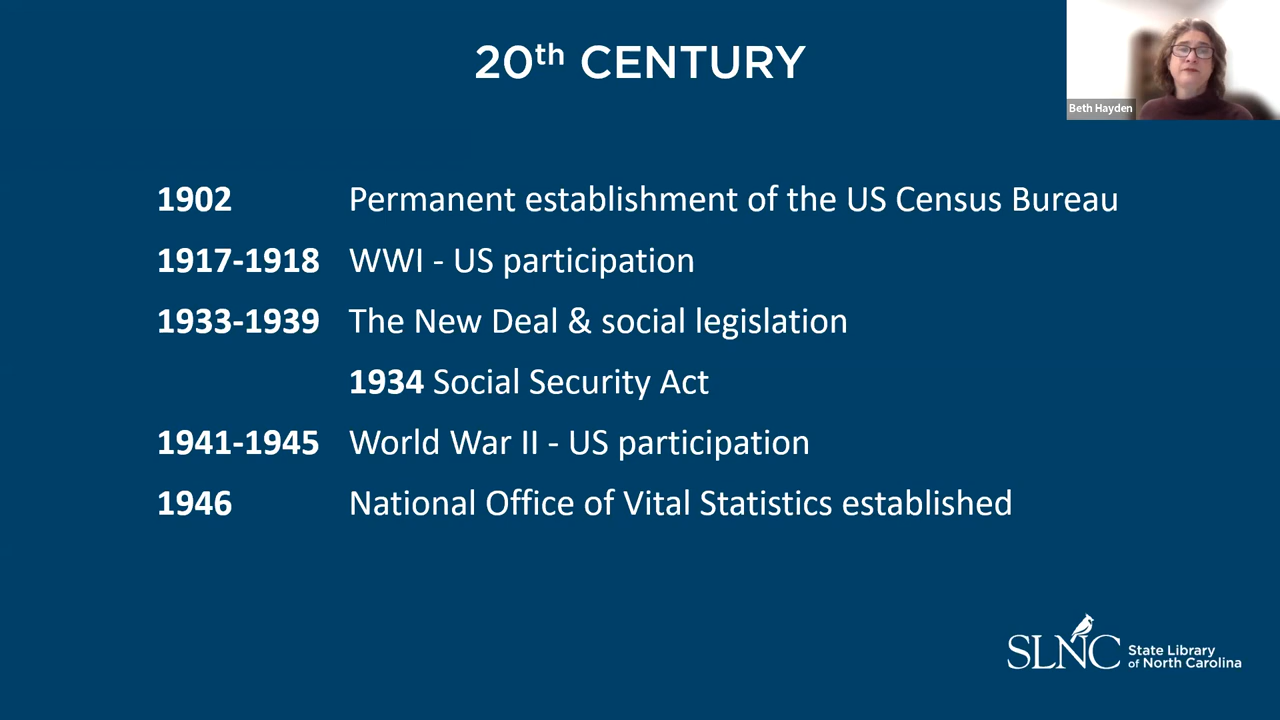 20th CENTURY
Beth Hayden
1902 Permanent establishment of the US Census Bureau
1917-1918 WWI - US participation
1933-1939 The New Deal & social legislation
1934 Social Security Act
1941-1945 World War II - US participation
1946 National Office of Vital Statistics established
SLNC State Library
of North Carolina